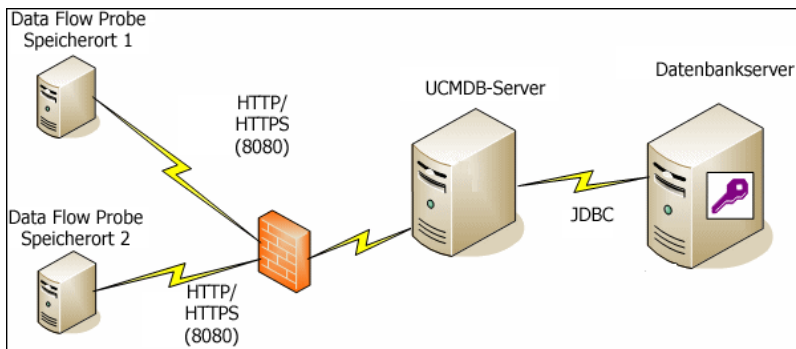 Data Flow Probe
Speicherort 1
HTTP/
HTTPS
(8080)
UCMDB-Server
Datenbankserver
JDBC
Data Flow Probe
Speicherort 2
HTTP/
HTTPS
(8080)